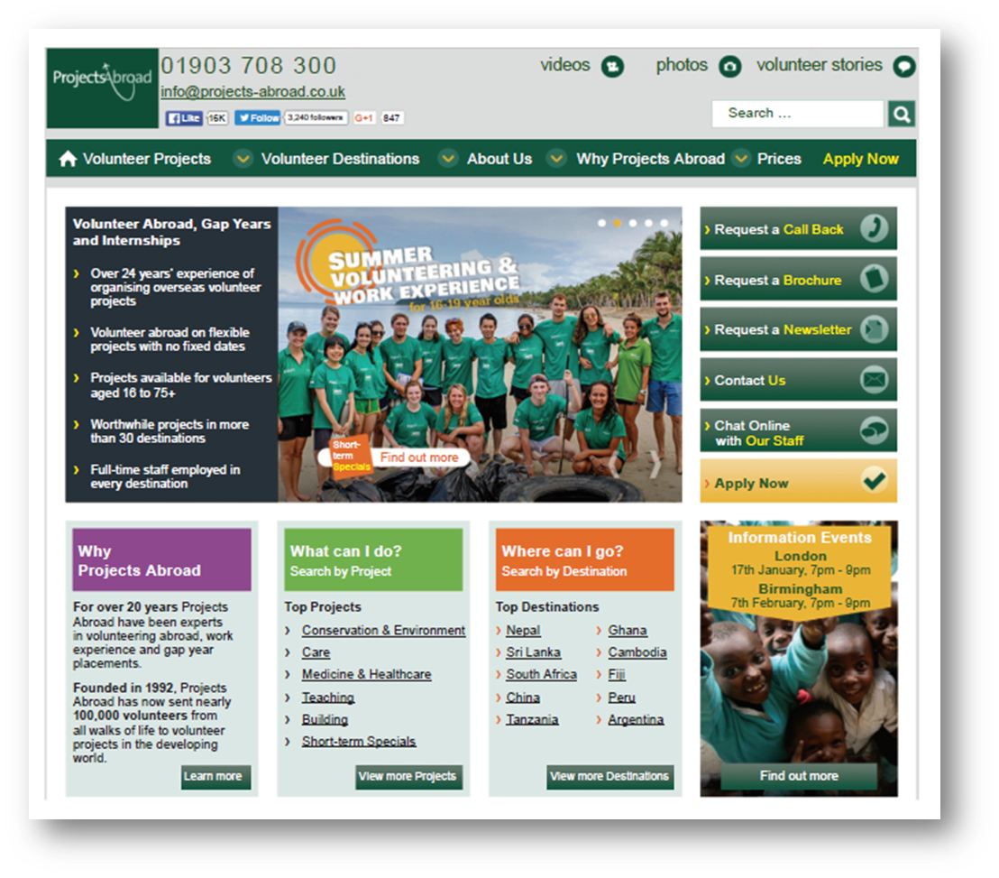 ProjectsAbroad
01903 708 300
info@projects-abroad.co.uk
Like 16K Follow 3,240 followers G+1 847
videos photos volunteer stories
Search ...
Volunteer Projects Volunteer Destinations About Us Why Projects Abroad Prices Apply Now
Volunteer Abroad, Gap Years
and Internships
Over 24 years' experience of
organising overseas volunteer
projects
Volunteer abroad on flexible
projects with no fixed dates
Projects available for volunteers
aged 16 to 75+
Worthwhile projects in more
than 30 destinations
Full-time staff employed in
every destination
SUMMER
VOLUNTEERING &
WORK EXPERIENCE
for 16-19 year olds
Short-
term
Specials
Find out more
Request a Call Back
Request a Brochure
Request a Newsletter
Contact Us
Chat Online
with Our Staff
Apply Now
Why
Projects Abroad
For over 20 years Projects
Abroad have been experts
in volunteering abroad, work
experience and gap year
placements.
Founded in 1992, Projects
Abroad has now sent nearly
100,000 volunteers from
all walks of life to volunteer
projects in the developing
world.
Learn more
What can I do?
Search by Project
Top Projects
Conservation & Environment
Care
Medicine & Healthcare
Teaching
Building
Short-term Specials
View more Projects
Where can I go?
Search by Destination
Top Destinations
Nepal
Sri Lanka
South Africa
China
Tanzania
Ghana
Cambodia
Fiji
Peru
Argentina
View more Destinations
Information Events
London
17th January, 7pm - 9pm
Birmingham
7th February, 7pm - 9pm
Find out more